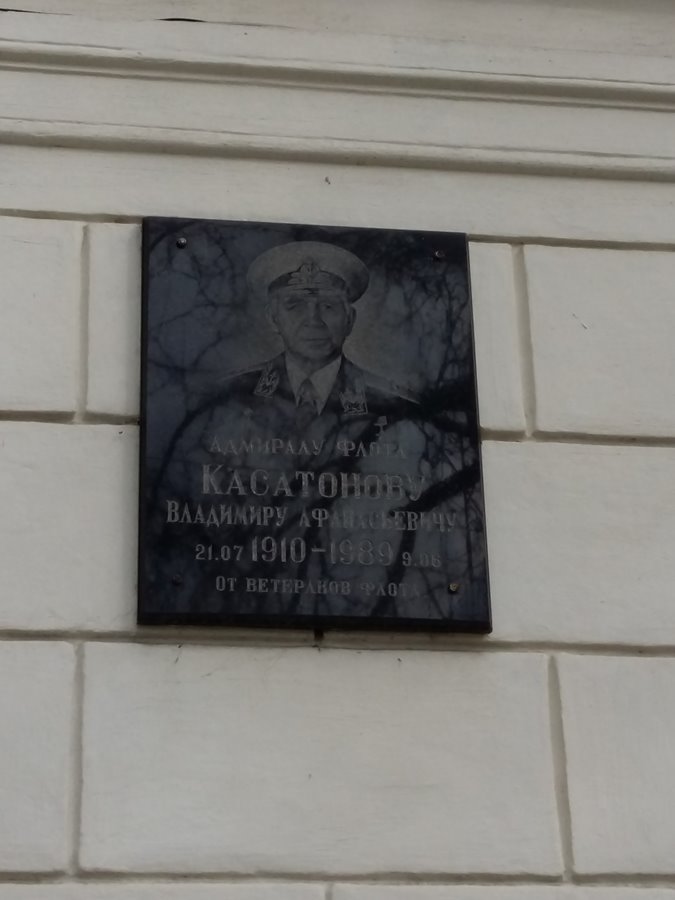 АДМИРАЛУ ФЛОТА
КАСАТОНОВУ
ВЛАДИМИРУ АФАНАСЬЕВИЧУ
21.07 1910-1989 9.06
ОТ ВЕТЕРАНОВ ФЛОТА